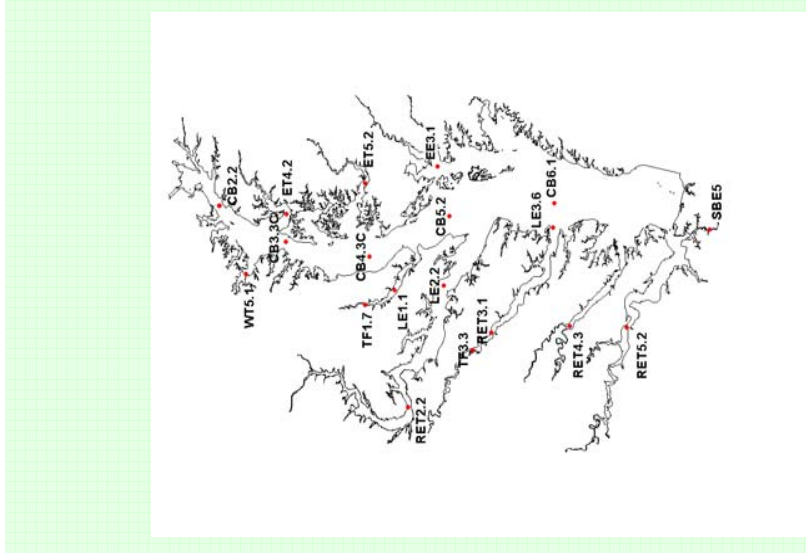 CB2.2
WT5.1
CB3.3C
ET4.2
CB4.3C
ET5.2
TF1.7
LE1.1
LE2.2
CB5.2
EE3.1
RET2.2
TF3.3
RET3.1
LE3.6
CB6.1
RET4.3
RET5.2
SBE5